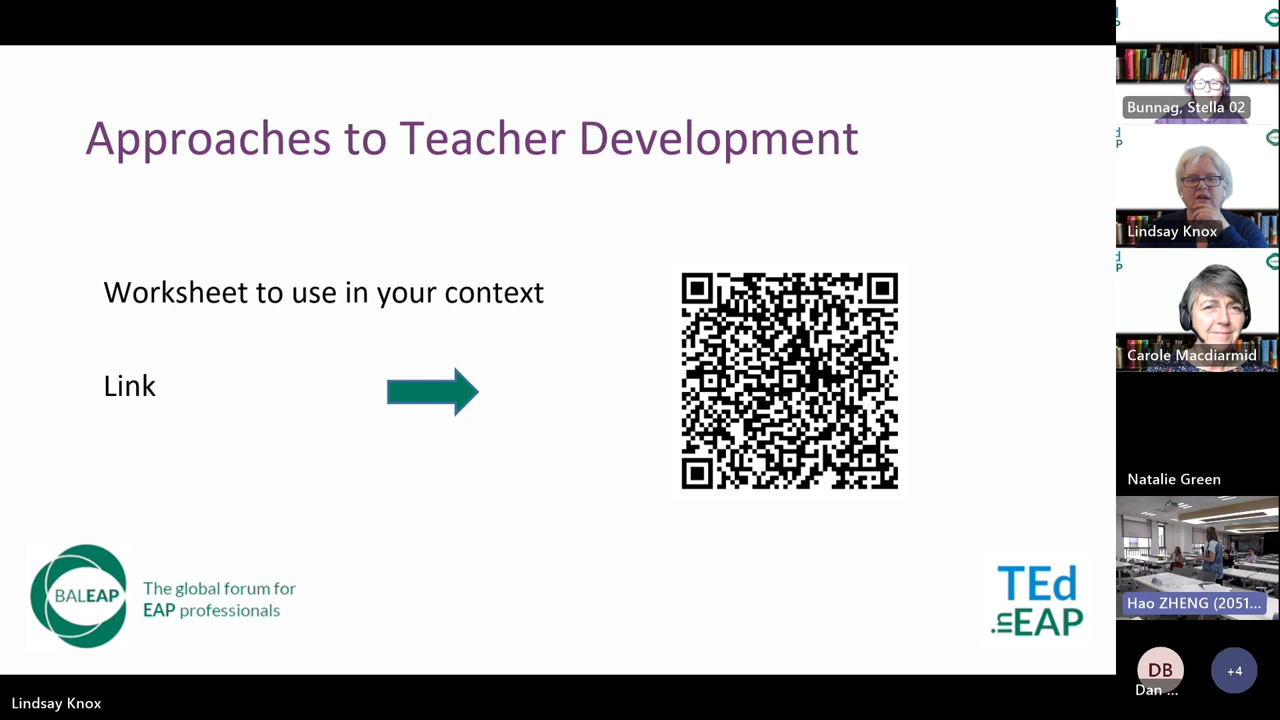 Approaches to Teacher Development
Worksheet to use in your context
Link
BALEAP
The global forum for
EAP professionals
TEd
in EAP
Lindsay Knox
Bunnag, Stella 02
Lindsay Knox
Carole Macdiarmid
Natalie Green
Hao ZHENG (2051...
DB
Dan ...
+4